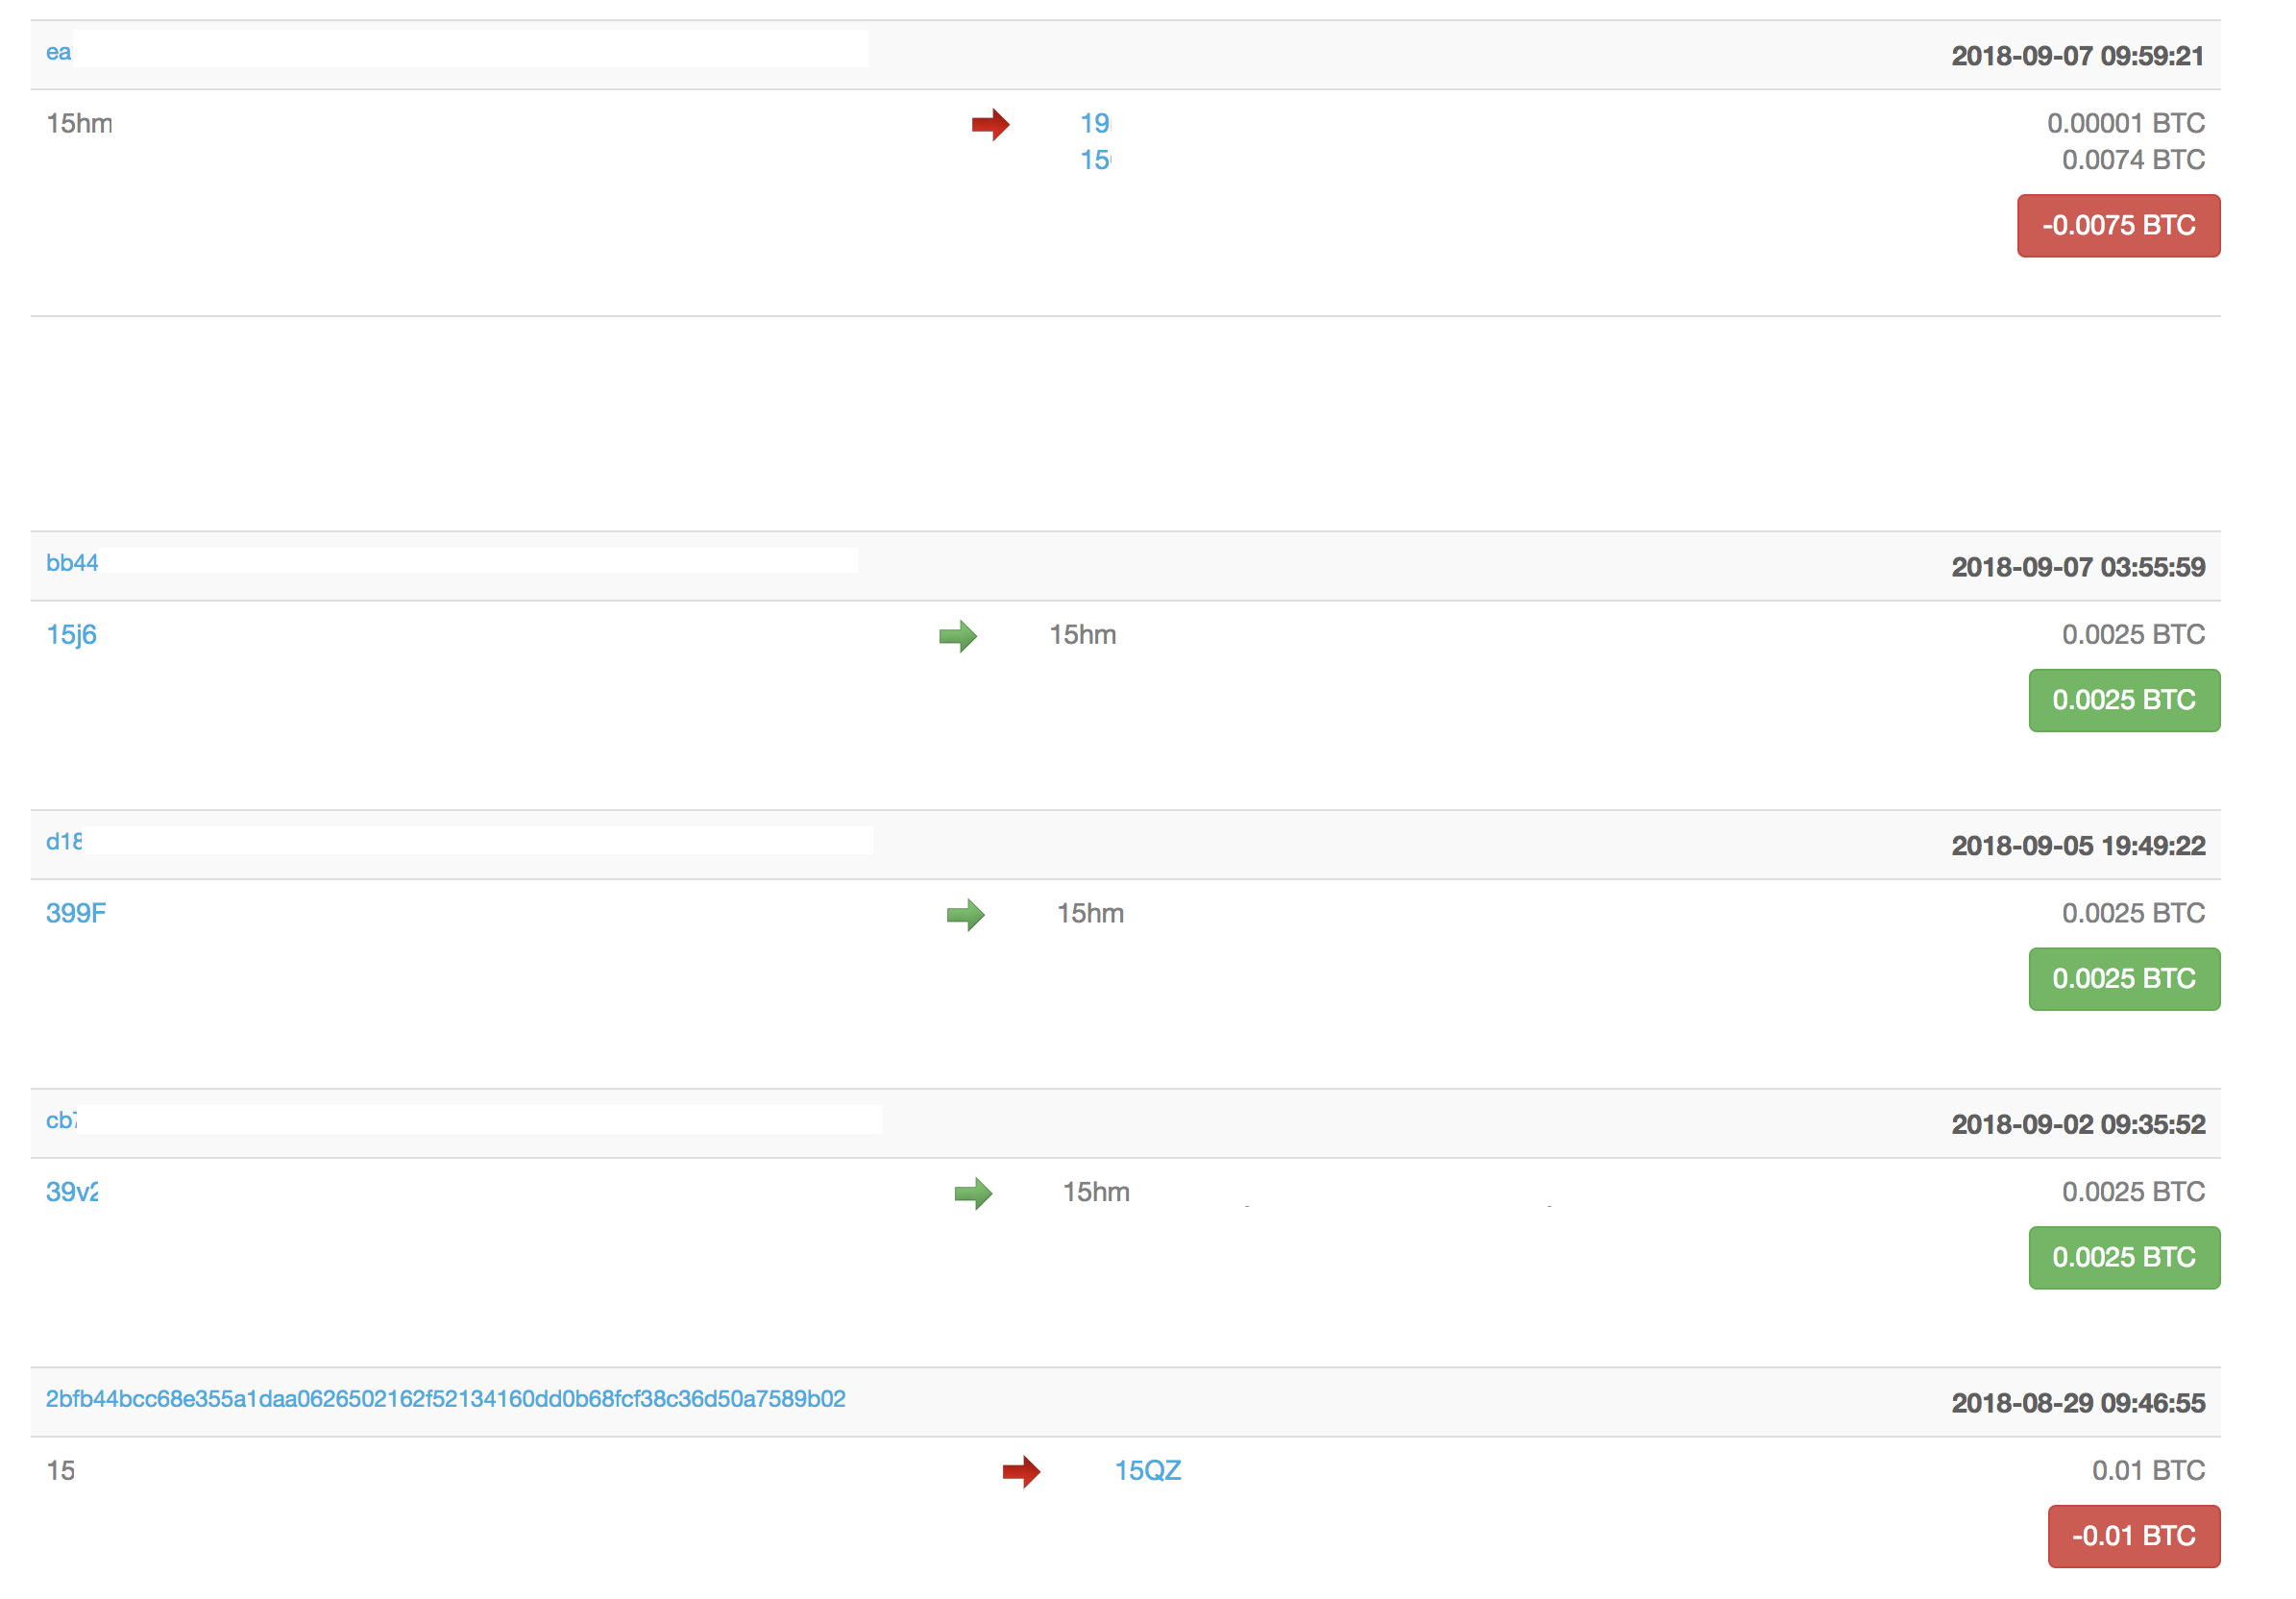 ea
2018-09-07 09:59:21
15hm
19
0.00001 BTC
15
0.0074 BTC
-0.0075 BTC
bb44
2018-09-07 03:55:59
15j6
15hm
0.0025 BTC
0.0025 BTC
d18
2018-09-05 19:49:22
399F
15hm
0.0025 BTC
0.0025 BTC
cb7
2018-09-02 09:35:52
39v2
15hm
0.0025 BTC
0.0025 BTC
2bfb44bcc68e355a1daa0626502162f52134160dd0b68fcf38c36d50a7589b02
2018-08-29 09:46:55
15
15QZ
0.01 BTC
-0.01 BTC